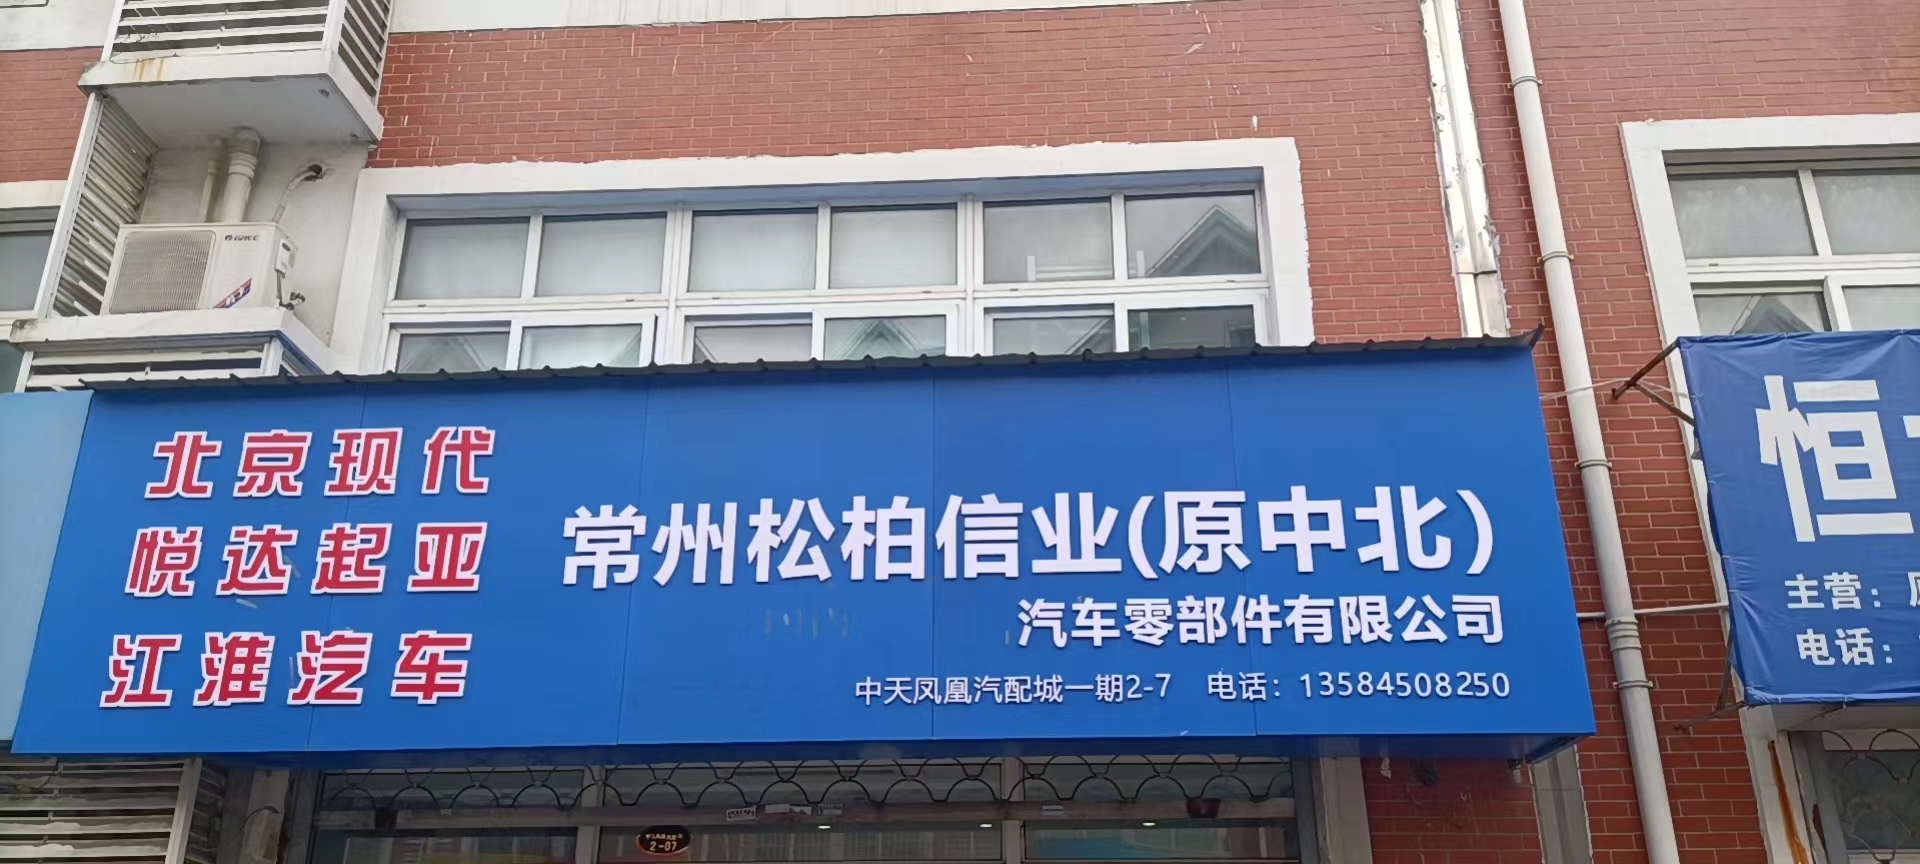 北京现代
悦达起亚
江淮汽车
常州松柏信业(原中北)
汽车零部件有限公司
中天凤凰汽配城一期2-7 电话：13584508250
恒
主营：
电话：
2-07